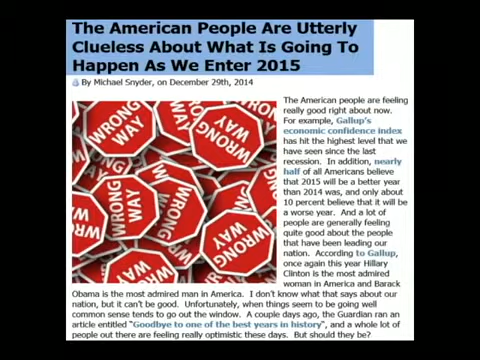 The American People Are Utterly
Clueless About What Is Going To
Happen As We Enter 2015
By Michael Snyder, on December 29th, 2014
The American people are feeling
really good right about now.
For example, Gallup's
economic confidence index
has hit the highest level that we
have seen since the last
recession. In addition, nearly
half of all Americans believe
that 2015 will be a better year
than 2014 was, and only about
10 percent believe that it will be
a worse year. And a lot of
people are generally feeling
quite good about the people
that have been leading our
nation. According to Gallup,
once again this year Hillary
Clinton is the most admired
woman in America and Barack
Obama is the most admired man in America. I don't know what that says about our
nation, but it can't be good. Unfortunately, when things seem to be going well
common sense tends to go out the window. A couple days ago, the Guardian ran an
article entitled "Goodbye to one of the best years in history", and a whole lot of
people out there are feeling really optimistic these days. But should they be?
WRONG
WAY
WRONG
WAY
WRONG
WAY
WRONG
WAY
WRONG
WAY
WRONG
WAY